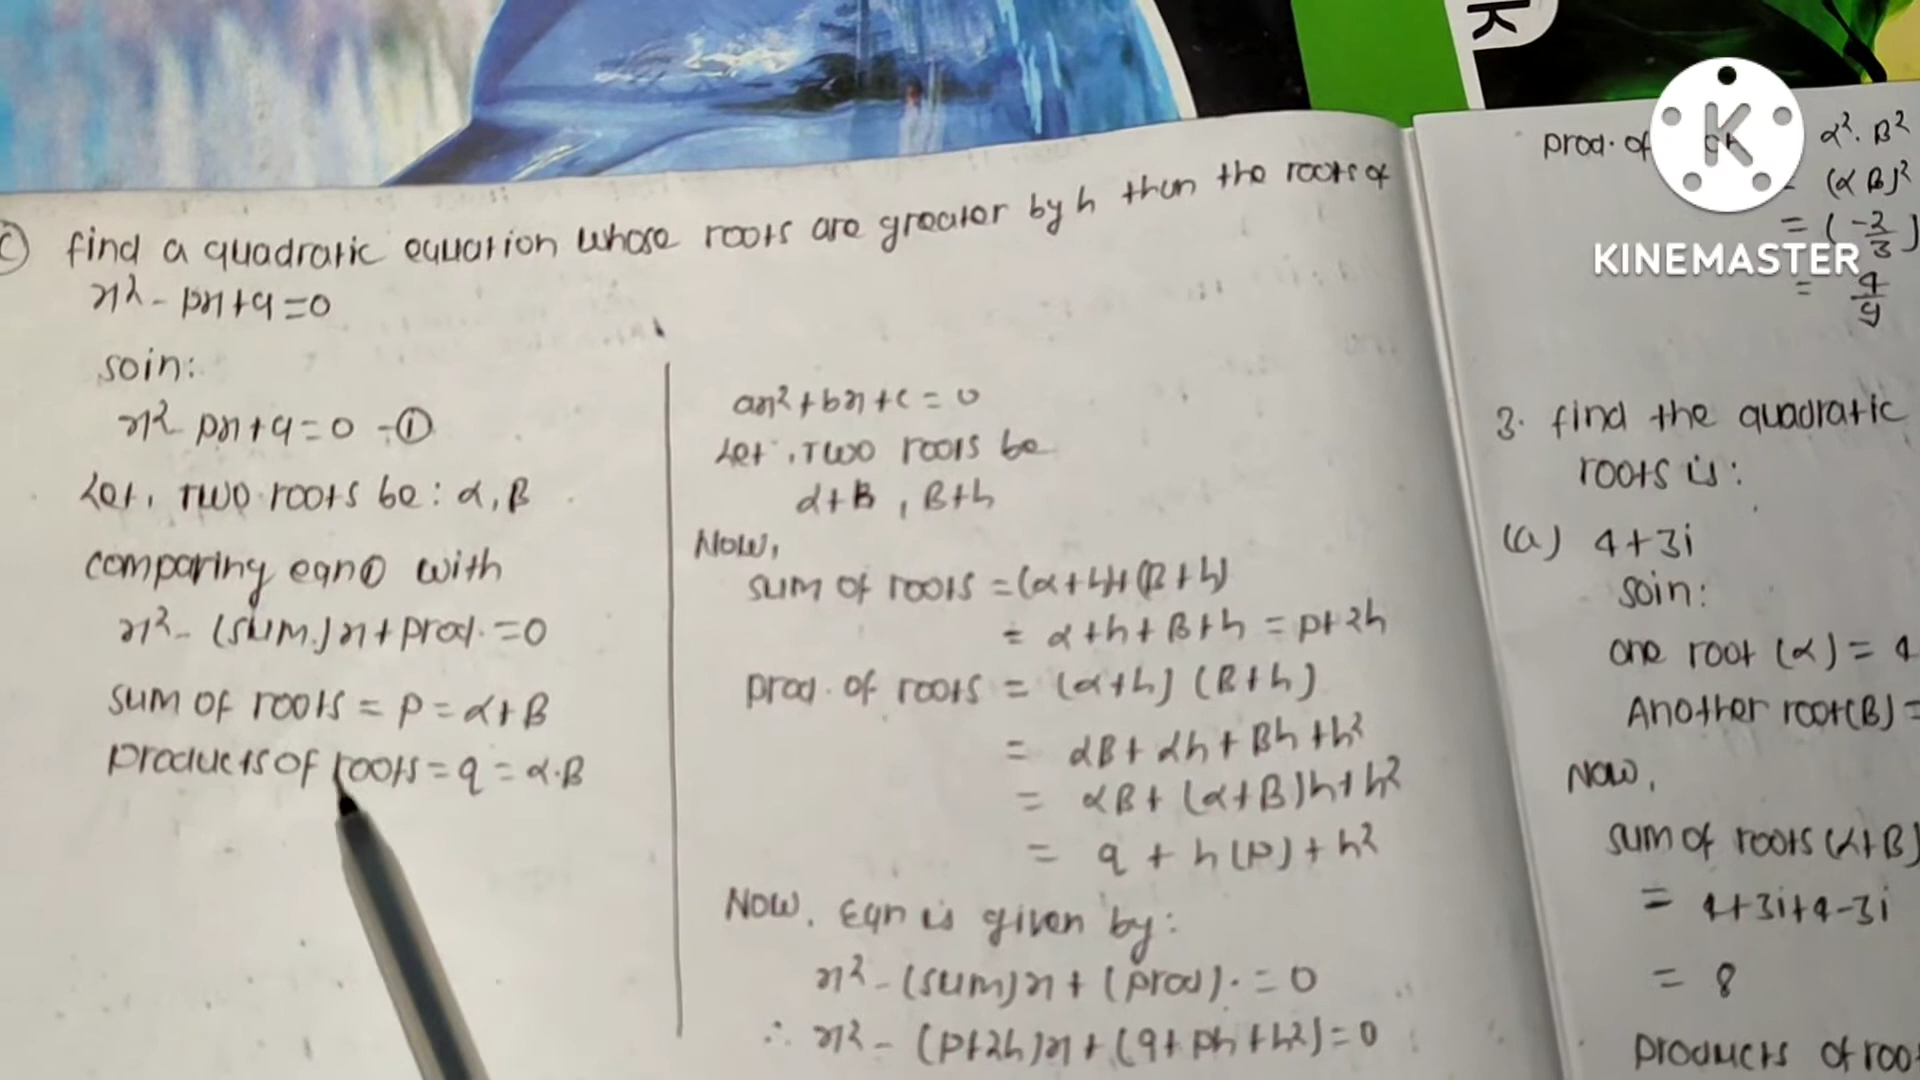 K
c) find a quadratic equation whose roots are greater by h than the roots of
x² - px + q = 0
soln:
x² px + q = 0 - ①
Let, Two roots be: α, β
comparing eqn ① with
x² - (sum.)x + prod. = 0
sum of roots = p = α + β
products of roots = q = α.β
ax² + bx + c = 0
Let, Two roots be
α + β , β + h
Now,
sum of roots = (α + h) + (β + h)
= α + h + β + h = p + 2h
prod. of roots = (α + h) (β + h)
= αβ + αh + βh + h²
= αβ + (α + β)h + h²
= q + h(p) + h²
Now, Eqn is given by:
x² - (sum)x + (prod). = 0
∴ x² - (p + 2h)x + (q + ph + h²) = 0
prod. of α². β²
= (αβ)²
= (-2/3)
= 4/9
K
KINEMASTER
3. find the quadratic
roots is:
(a) 4 + 3i
soln:
one root (α) = 4
Another root (β) =
Now,
sum of roots (α + β)
= 4 + 3i + 4 - 3i
= 8
products of roo